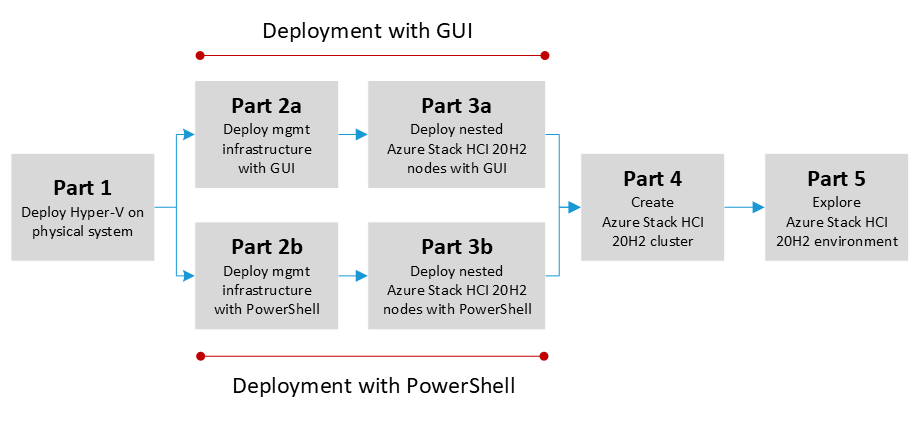 Deployment with GUI
Part 1
Deploy Hyper-V on
physical system
Part 2a
Deploy mgmt
infrastructure
with GUI
Part 3a
Deploy nested
Azure Stack HCI 20H2
nodes with GUI
Part 2b
Deploy mgmt
infrastructure
with PowerShell
Part 3b
Deploy nested
Azure Stack HCI 20H2
nodes with PowerShell
Part 4
Create
Azure Stack HCI
20H2 cluster
Part 5
Explore
Azure Stack HCI
20H2 environment
Deployment with PowerShell